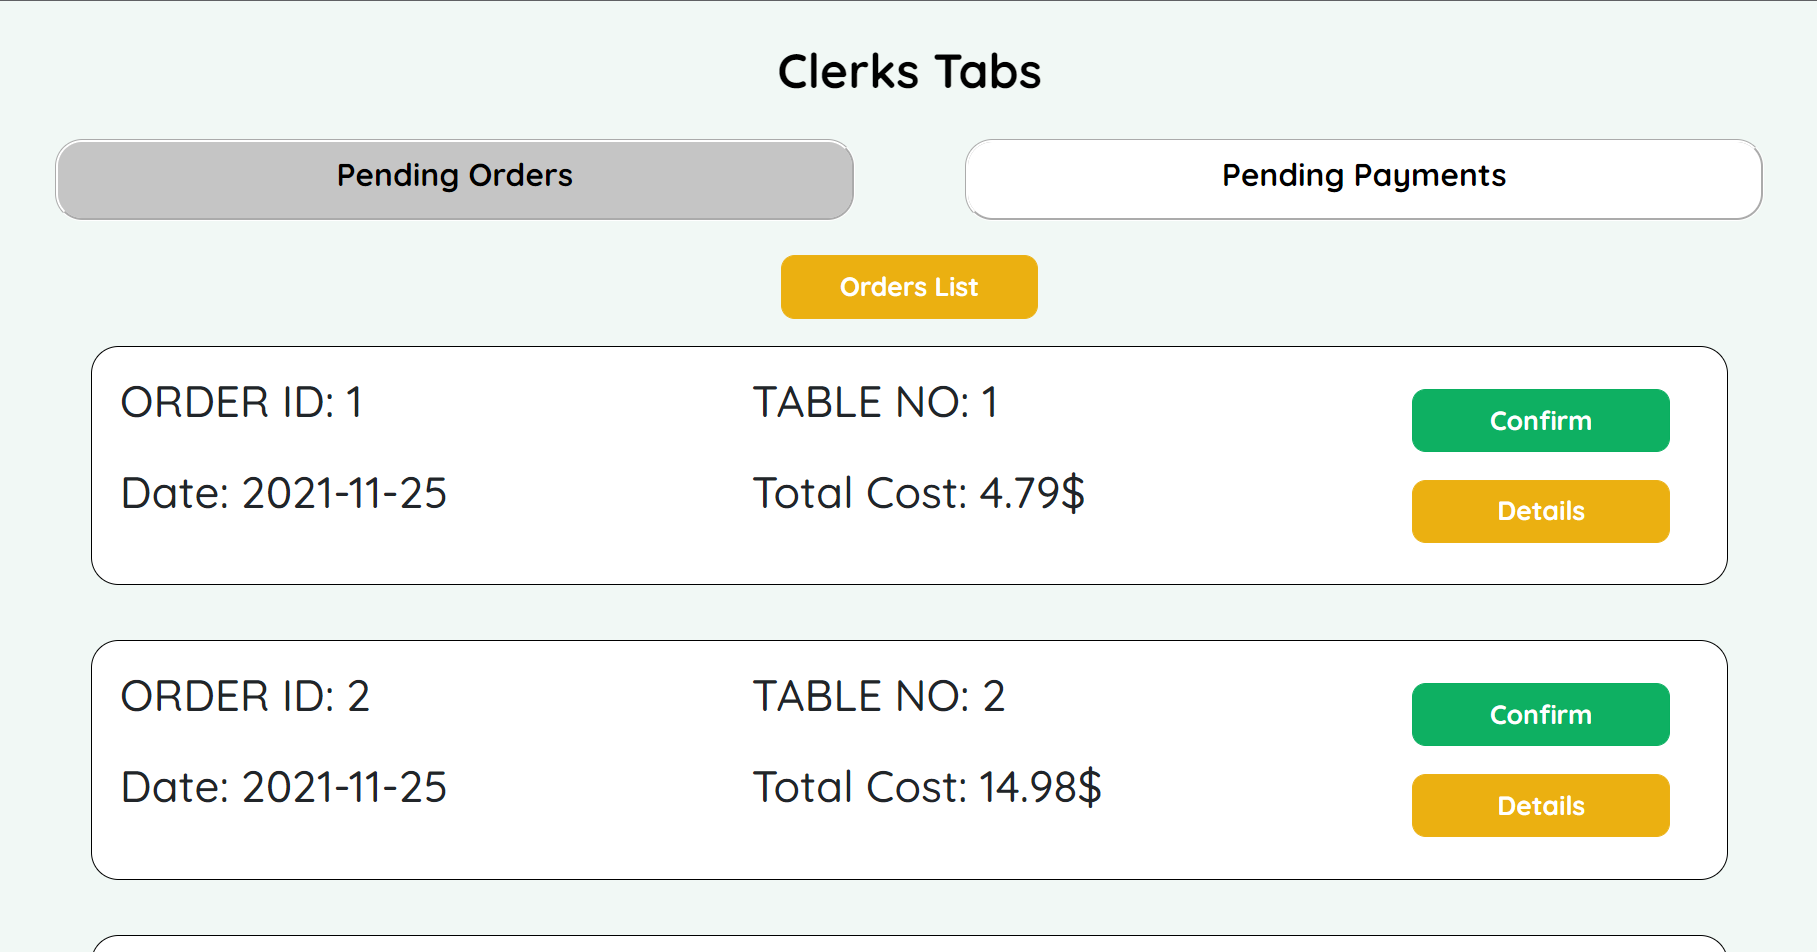 Clerks Tabs
Pending Orders
Pending Payments
Orders List
ORDER ID: 1
TABLE NO: 1
Confirm
Date: 2021-11-25
Total Cost: 4.79$
Details
ORDER ID: 2
TABLE NO: 2
Confirm
Date: 2021-11-25
Total Cost: 14.98$
Details